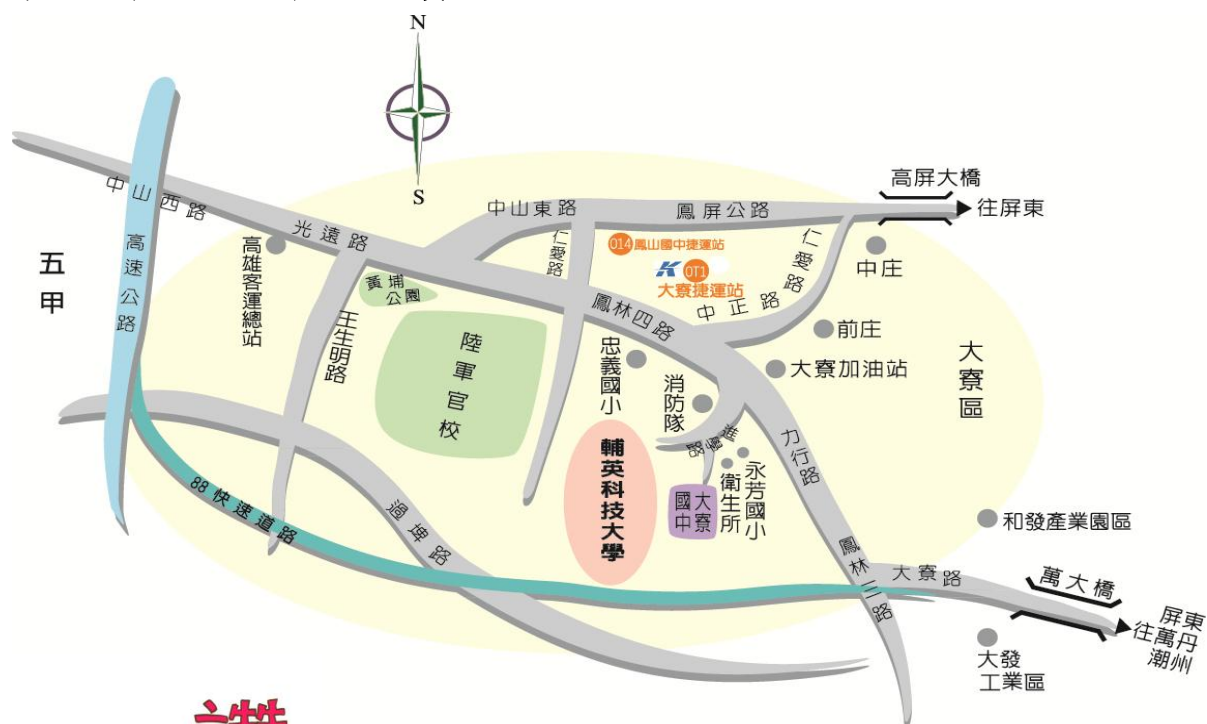 N
S
中山西路
光遠路
中山東路
鳳屏公路
高屏大橋
往屏東
五甲
高速公路
高雄客運總站
黃埔公園
王生明路
陸軍官校
仁愛路
014 鳳山國中捷運站
K OT1
大寮捷運站
仁愛路
中正路
中庄
前庄
大寮加油站
大寮區
鳳林四路
忠義國小
消防隊
進學路
輔英科技大學
大寮國中
衛生所
永芳國小
力行路
和發產業園區
88快速道路
過埤路
鳳林三路
大寮路
萬大橋
往屏東
萬丹
潮州
大發
工業區